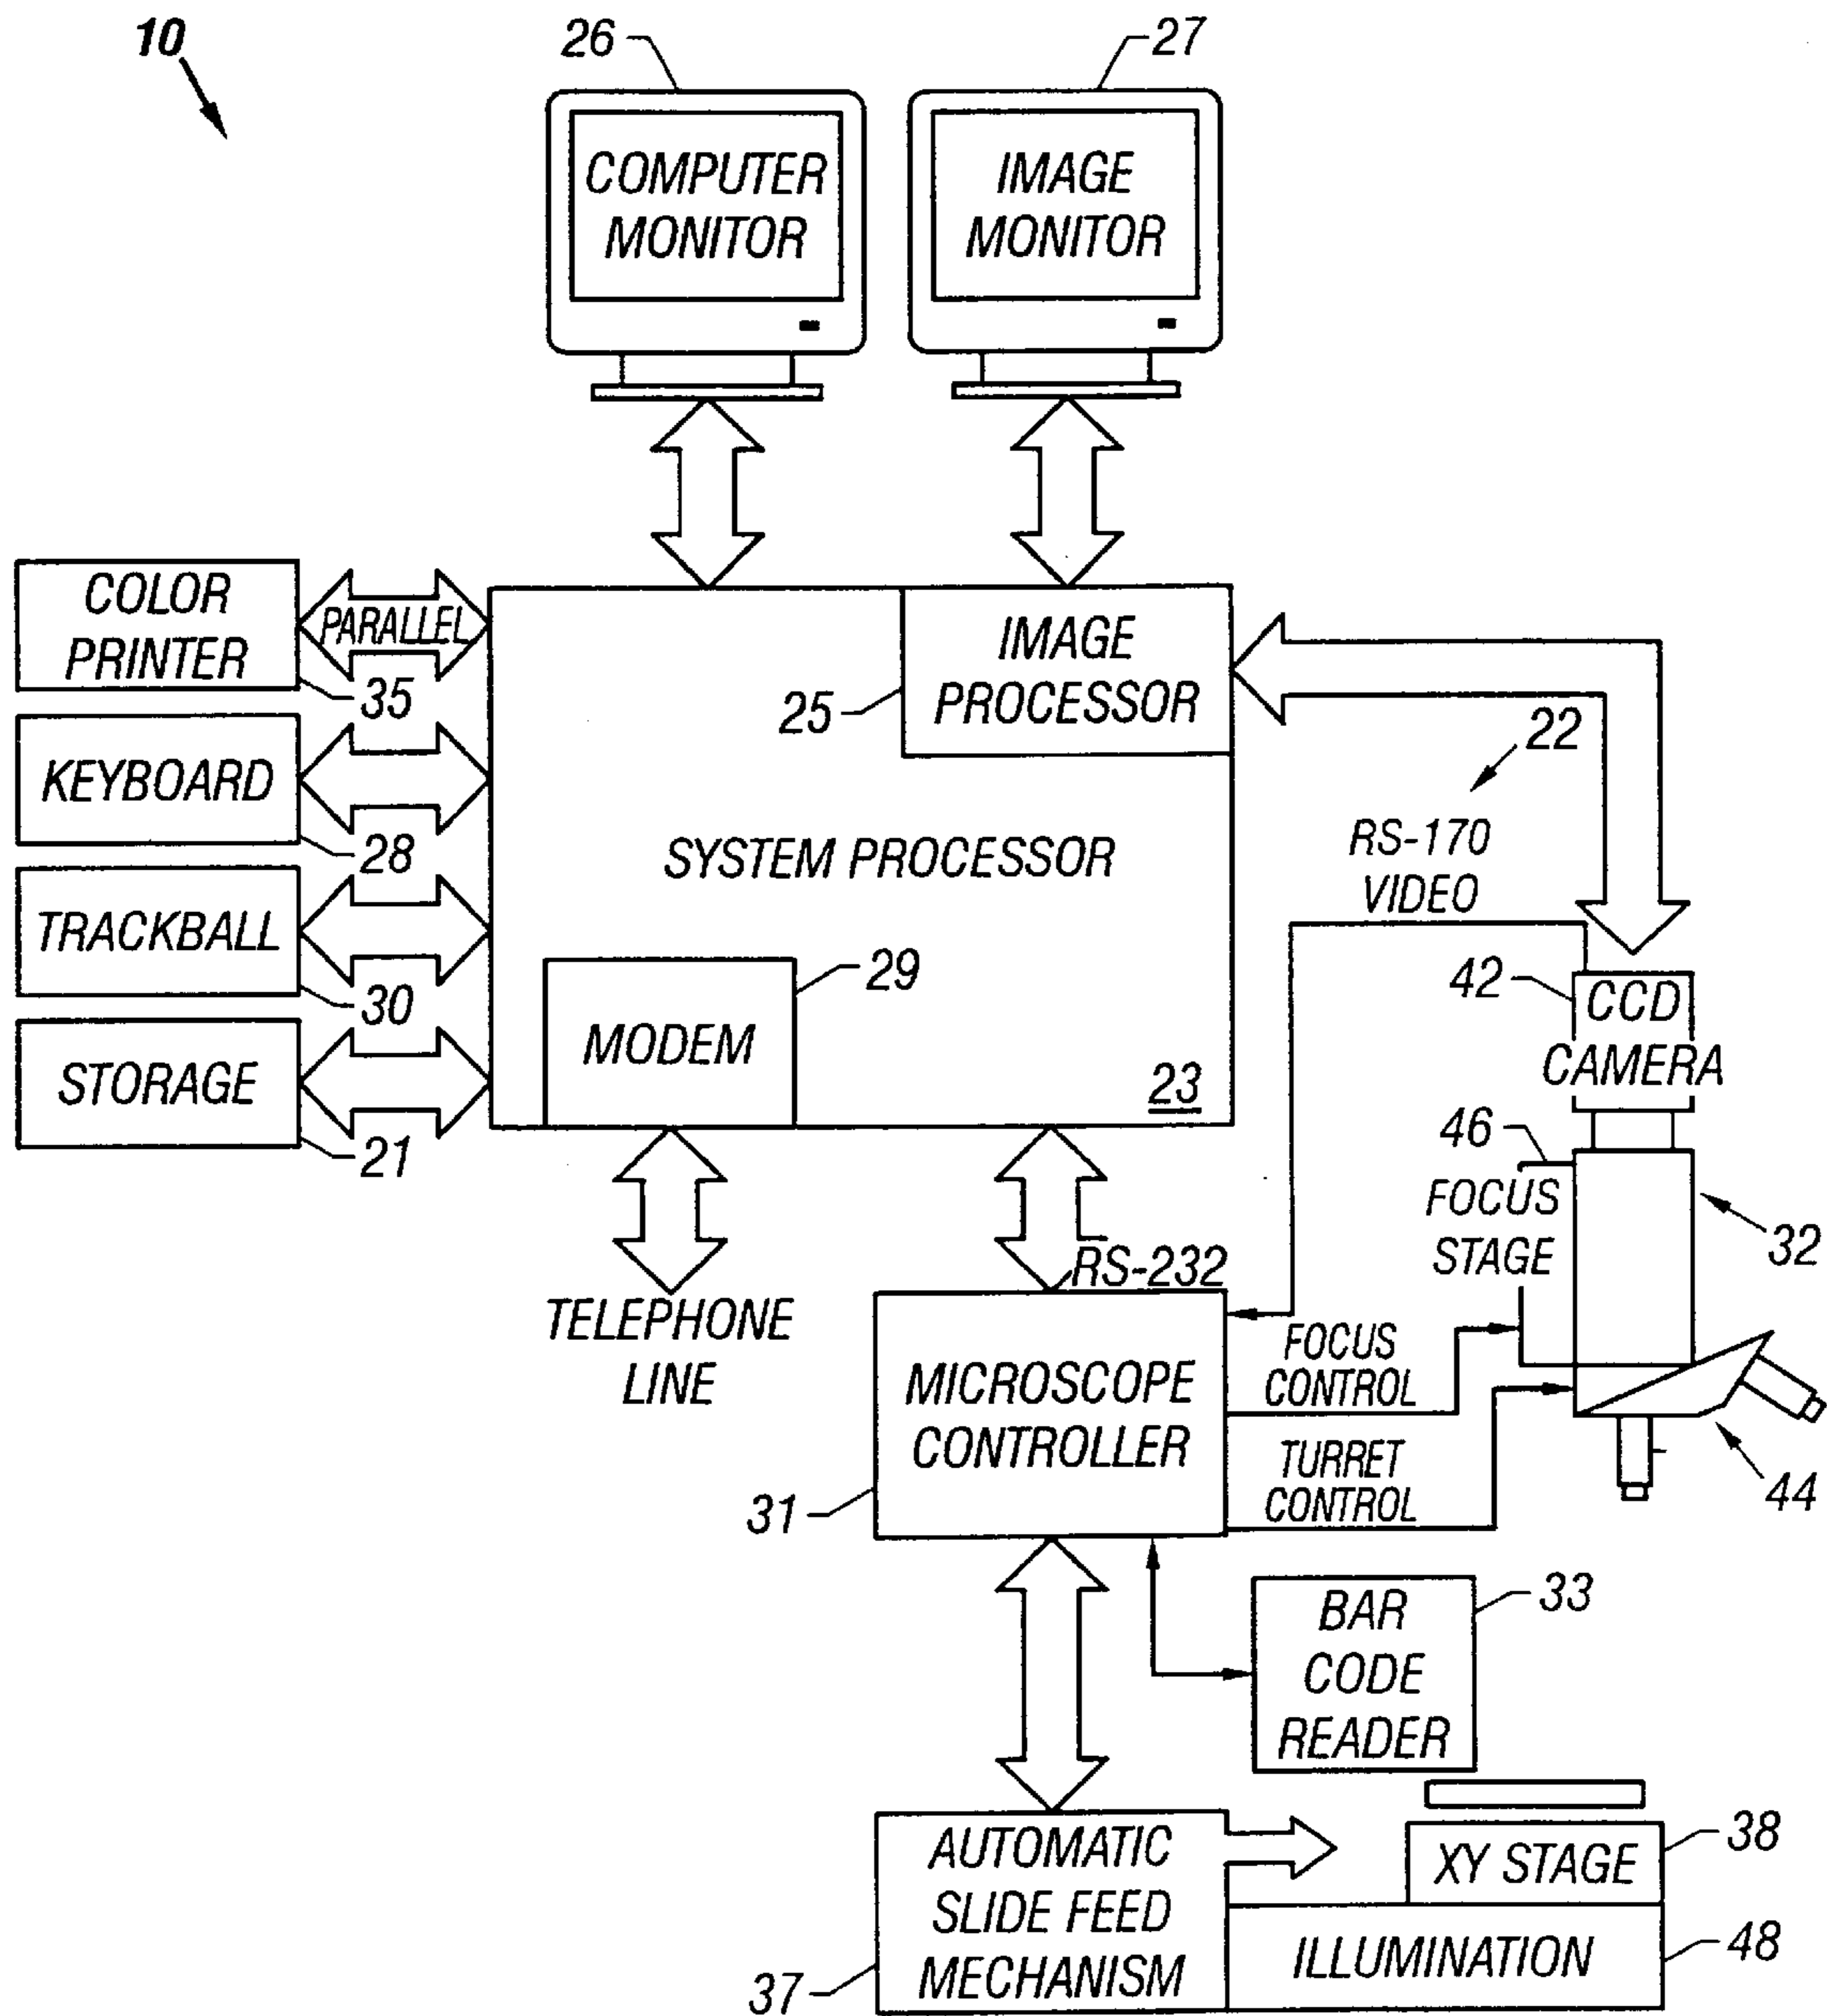 10
26
27
COMPUTER
MONITOR
IMAGE
MONITOR
COLOR
PRINTER
PARALLEL
35
KEYBOARD
28
TRACKBALL
30
STORAGE
21
IMAGE
PROCESSOR
25
SYSTEM PROCESSOR
MODEM
29
23
22
RS-170
VIDEO
42
CCD
CAMERA
46
FOCUS
STAGE
32
44
TELEPHONE
LINE
RS-232
MICROSCOPE
CONTROLLER
31
FOCUS
CONTROL
TURRET
CONTROL
BAR
CODE
READER
33
AUTOMATIC
SLIDE FEED
MECHANISM
37
XY STAGE
38
ILLUMINATION
48